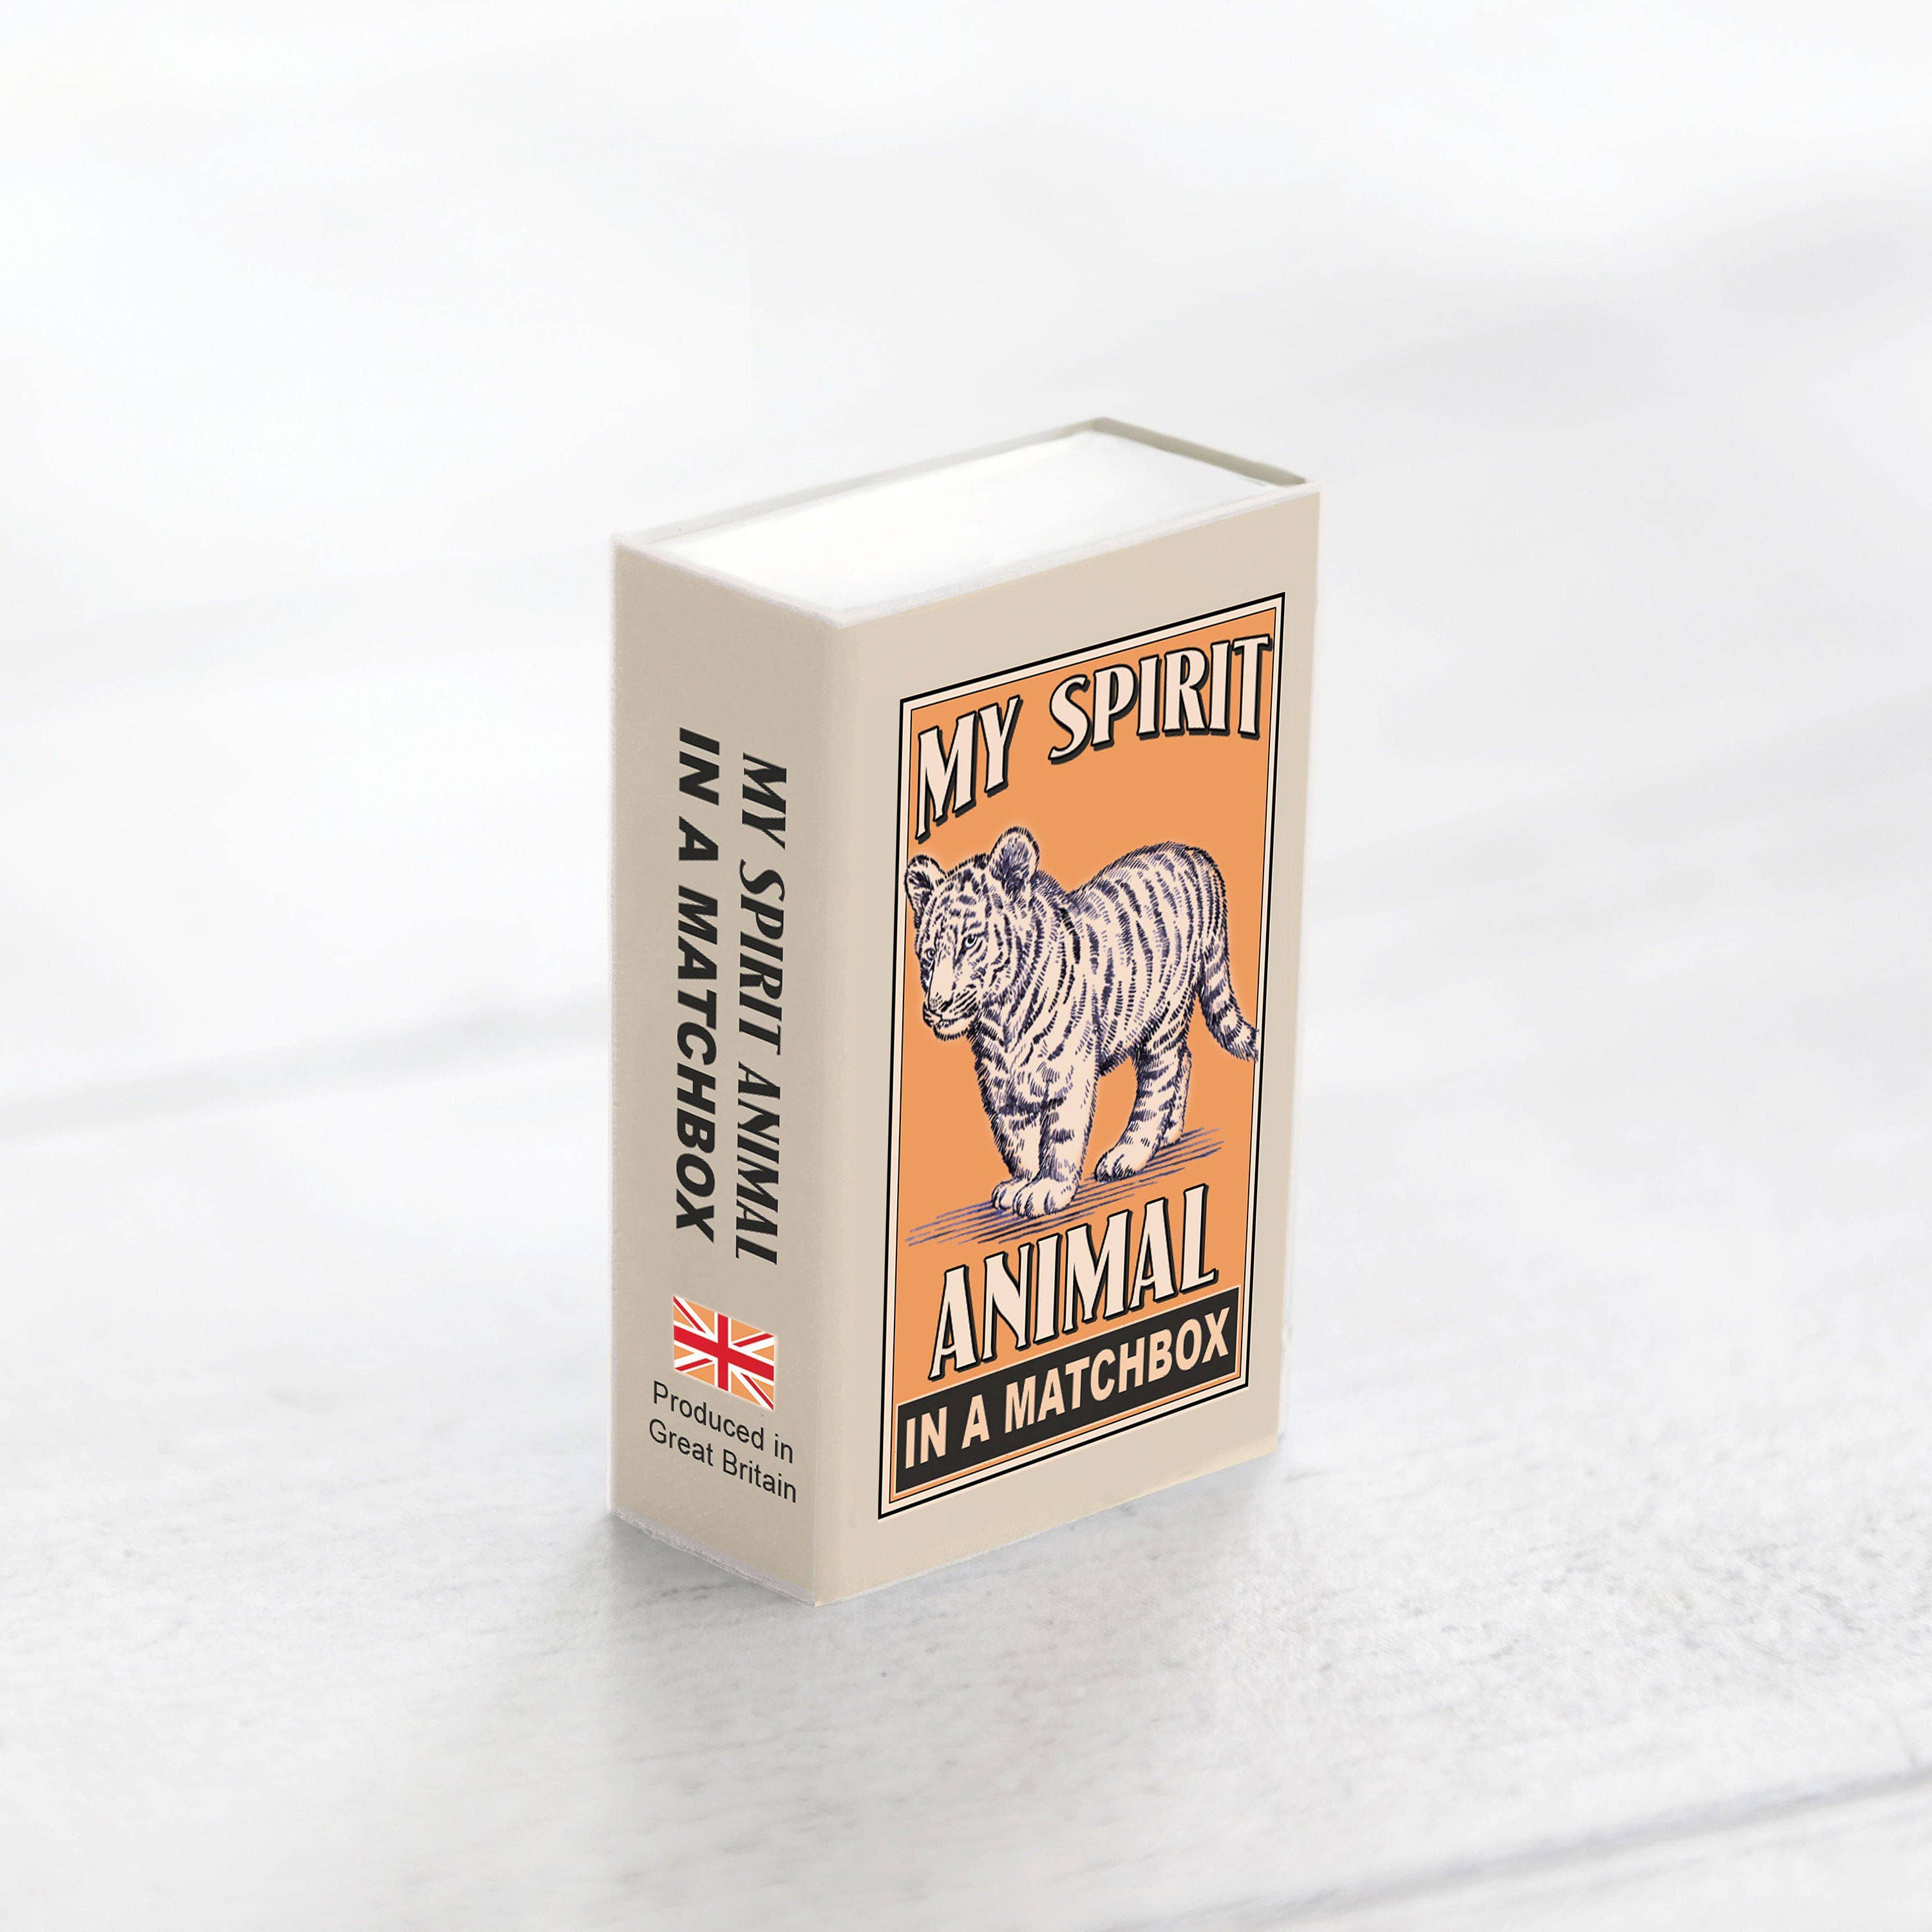 MY SPIRIT ANIMAL
IN A MATCHBOX
Produced in
Great Britain
MY SPIRIT
ANIMAL
IN A MATCHBOX